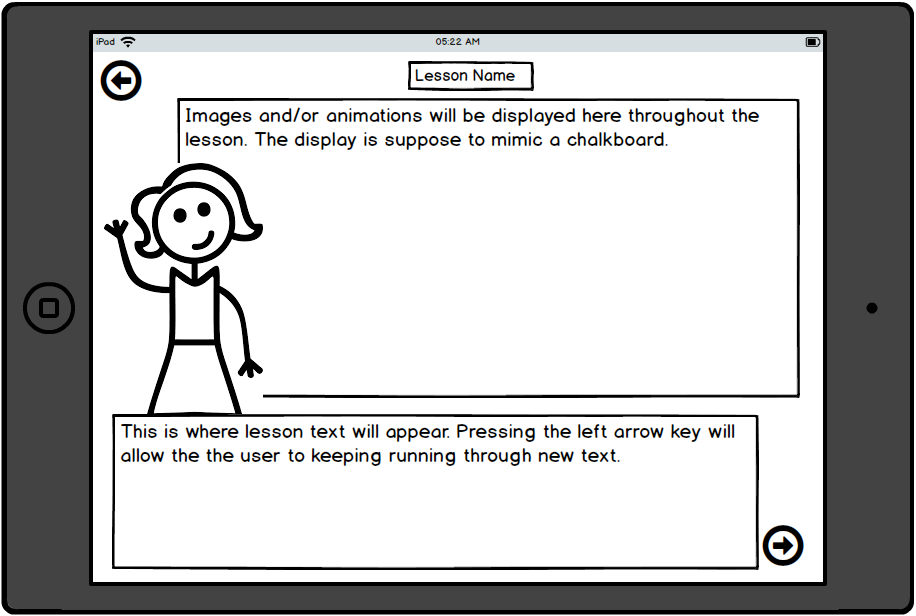 iPad
05:22 AM
Lesson Name
Images and/or animations will be displayed here throughout the
lesson. The display is suppose to mimic a chalkboard.
This is where lesson text will appear. Pressing the left arrow key will
allow the the user to keeping running through new text.